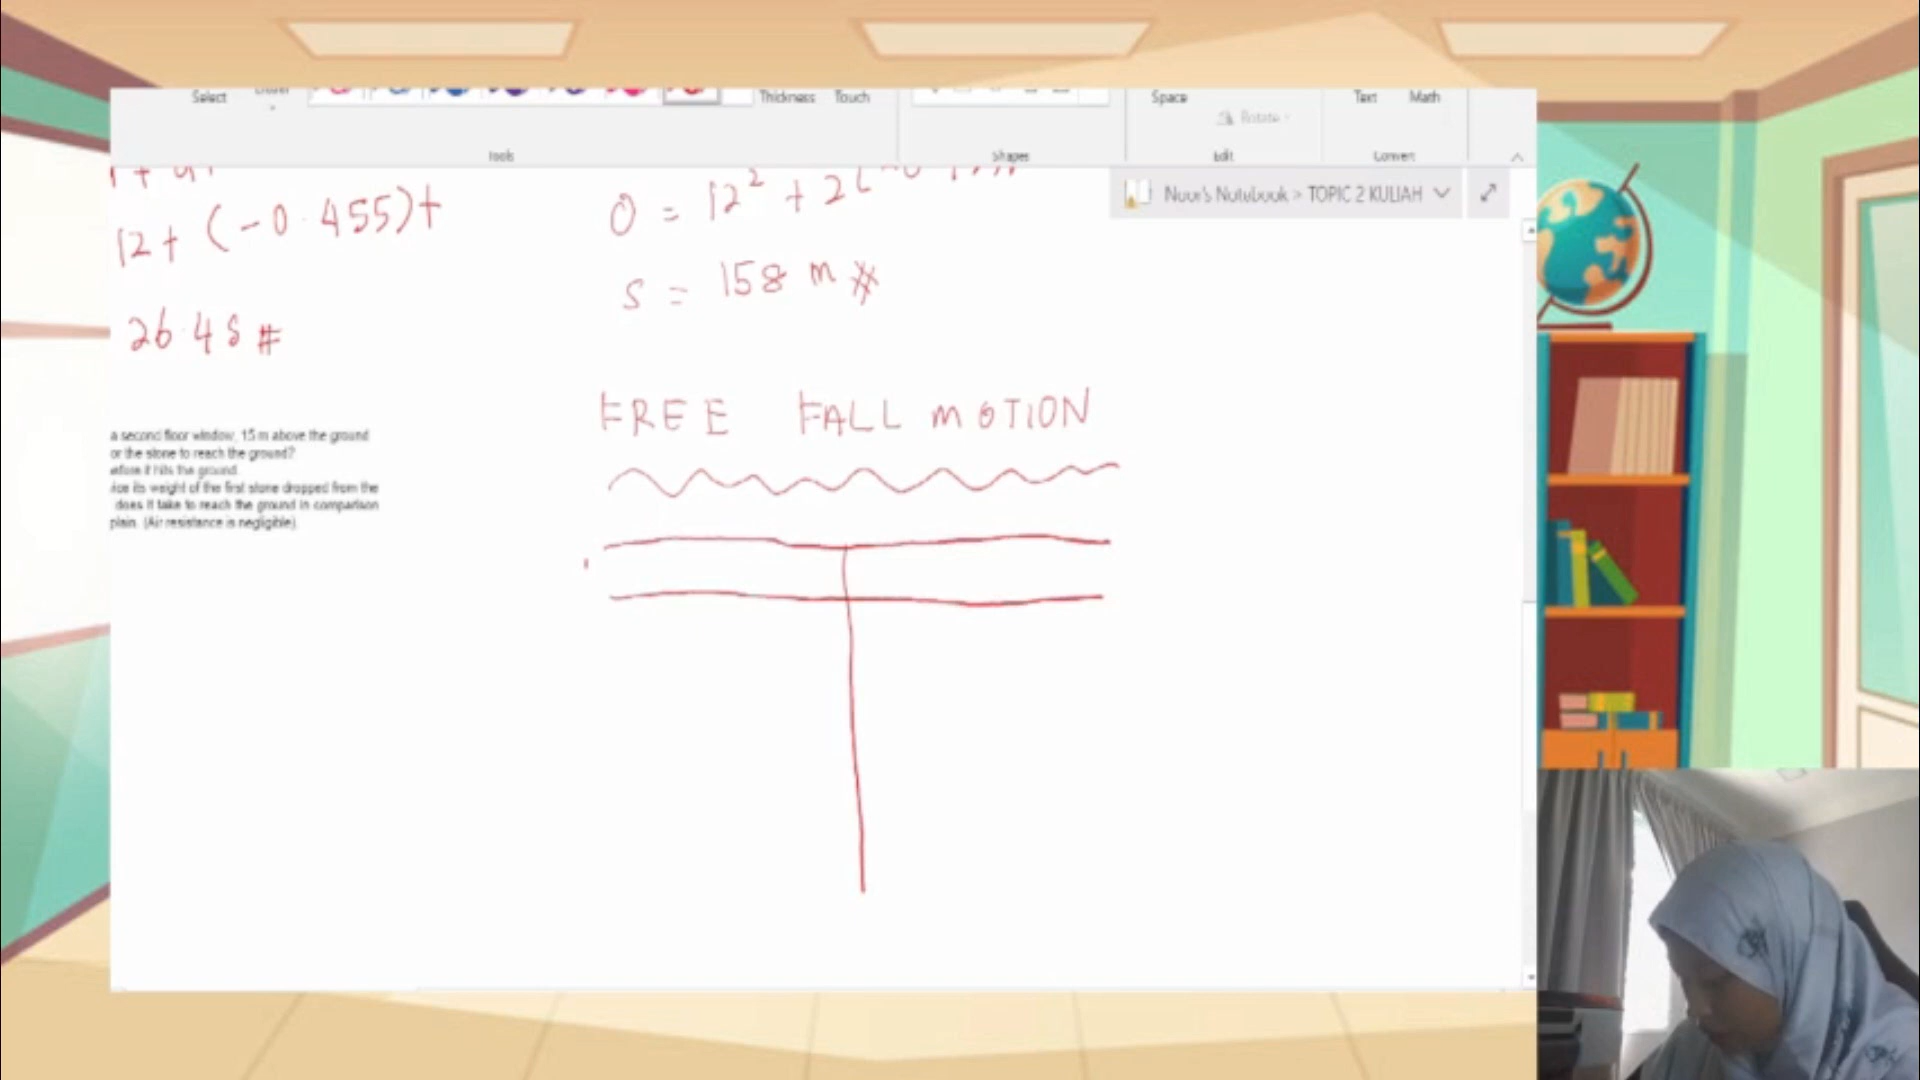 Select
Thickness Touch
Space
Text Math
Rotate
Tools
Shapes
Edit
Convert
Noor's Notebook > TOPIC 2 KULIAH
12 + (-0.455)t
26.4s #
0 = 12² + 2(
s = 158 m
FREE FALL MOTION
a second floor window, 15 m above the ground
or the stone to reach the ground?
efore it hits the ground.
ice its weight of the first stone dropped from the
does it take to reach the ground in comparison
plain. (Air resistance is negligible)